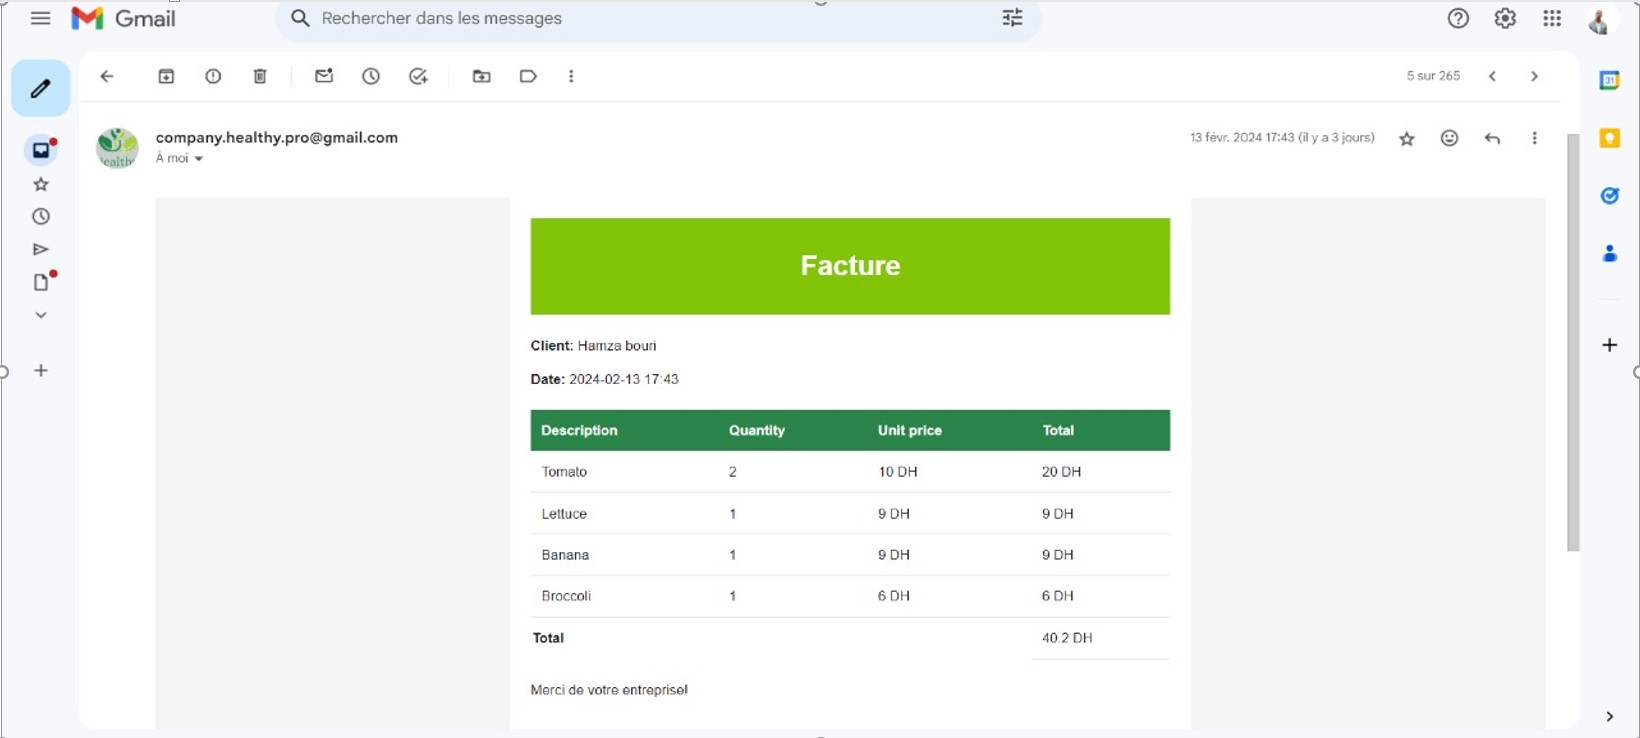 Gmail
Rechercher dans les messages
5 sur 265
31
company.healthy.pro@gmail.com
13 févr. 2024 17:43 (il y a 3 jours)
À moi
Facture
Client: Hamza bouri
Date: 2024-02-13 17:43
Description Quantity Unit price Total
Tomato 2 10 DH 20 DH
Lettuce 1 9 DH 9 DH
Banana 1 9 DH 9 DH
Broccoli 1 6 DH 6 DH
Total 40.2 DH
Merci de votre entreprise!